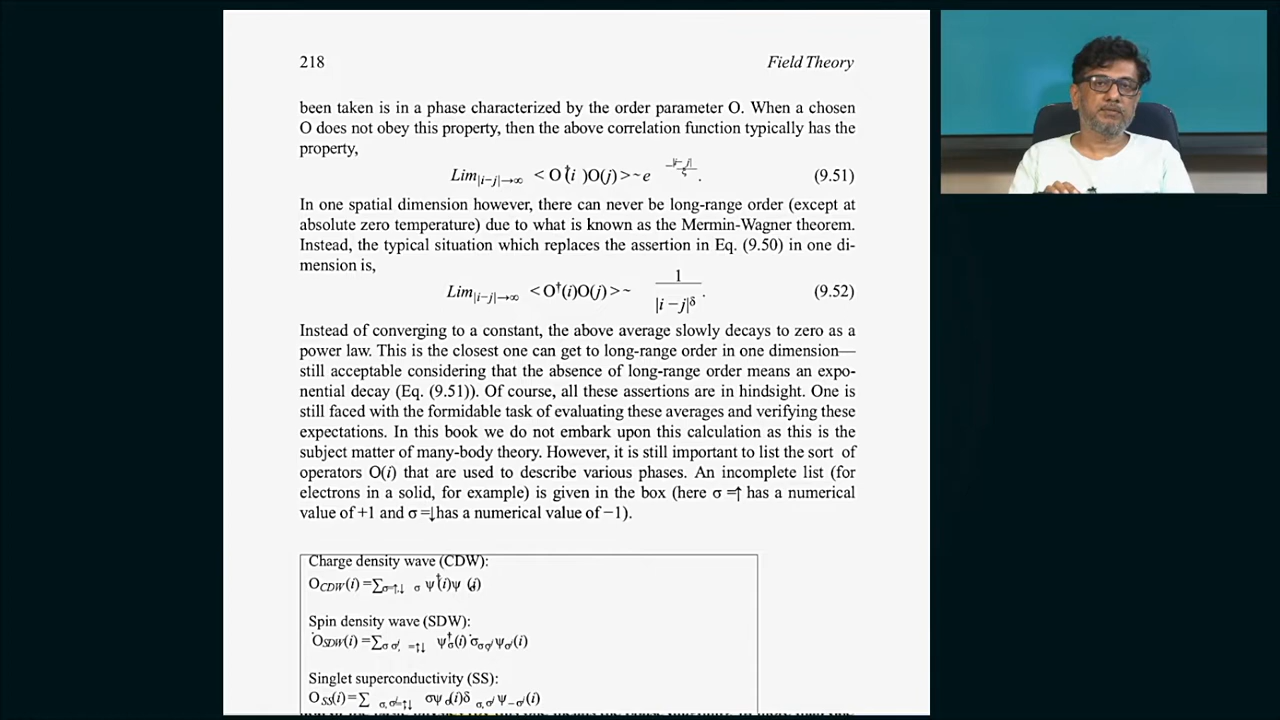 218 Field Theory
been taken is in a phase characterized by the order parameter O. When a chosen
O does not obey this property, then the above correlation function typically has the
property,
Lim|i−j|→∞ <O†(i)O(j)>~e^{−|i−j|/ξ}. (9.51)
In one spatial dimension however, there can never be long-range order (except at
absolute zero temperature) due to what is known as the Mermin-Wagner theorem.
Instead, the typical situation which replaces the assertion in Eq. (9.50) in one di-
mension is,
Lim|i−j|→∞ <O†(i)O(j)>~ 1/|i−j|^δ. (9.52)
Instead of converging to a constant, the above average slowly decays to zero as a
power law. This is the closest one can get to long-range order in one dimension—
still acceptable considering that the absence of long-range order means an expo-
nential decay (Eq. (9.51)). Of course, all these assertions are in hindsight. One is
still faced with the formidable task of evaluating these averages and verifying these
expectations. In this book we do not embark upon this calculation as this is the
subject matter of many-body theory. However, it is still important to list the sort of
operators O(i) that are used to describe various phases. An incomplete list (for
electrons in a solid, for example) is given in the box (here σ =↑ has a numerical
value of +1 and σ =↓ has a numerical value of −1).
Charge density wave (CDW):
O_CDW(i)=∑σ=↑,↓ ψ†σ(i)ψσ(i)
Spin density wave (SDW):
O_SDW(i)=∑σ,σ′=↑↓ ψ†σ(i)σσσ′ψσ′(i)
Singlet superconductivity (SS):
O_SS(i)=∑σ,σ′=↑↓ σψσ(i)δσ,σ′ψ−σ′(i)